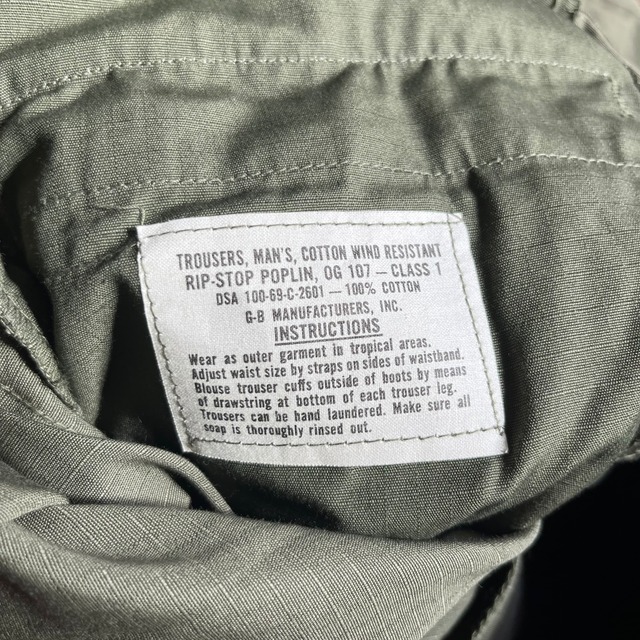 TROUSERS, MAN'S, COTTON WIND RESISTANT
RIP-STOP POPLIN, OG 107 — CLASS 1
DSA 100-69-C-2601 — 100% COTTON
G-B MANUFACTURERS, INC.
INSTRUCTIONS
Wear as outer garment in tropical areas.
Adjust waist size by straps on sides of waistband.
Blouse trouser cuffs outside of boots by means
of drawstring at bottom of each trouser leg.
Trousers can be hand laundered. Make sure all
soap is thoroughly rinsed out.